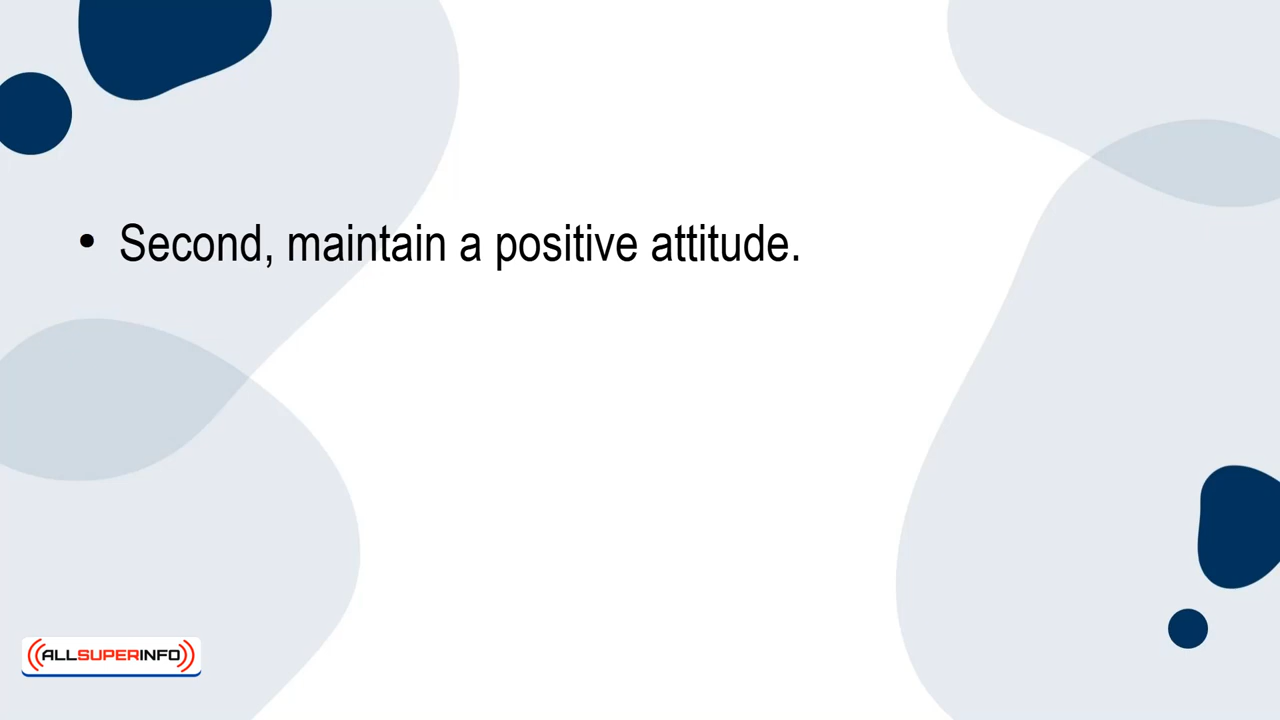 • Second, maintain a positive attitude.
ALLSUPERINFO